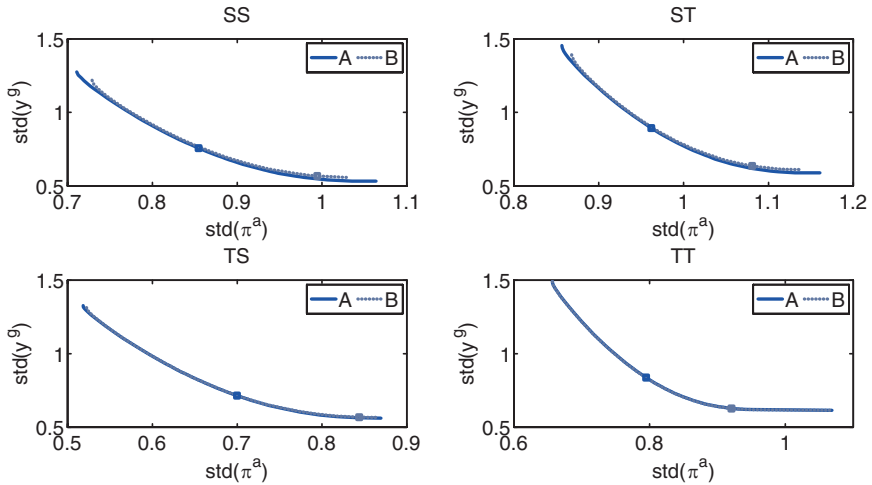 SS
1.5
1
0.5
std(y^g)
A B
0.7 0.8 0.9 1 1.1
std(π^a)
ST
1.5
1
0.5
std(y^g)
A B
0.8 0.9 1 1.1 1.2
std(π^a)
TS
1.5
1
0.5
std(y^g)
A B
0.5 0.6 0.7 0.8 0.9
std(π^a)
TT
1.5
1
0.5
std(y^g)
A B
0.6 0.8 1
std(π^a)